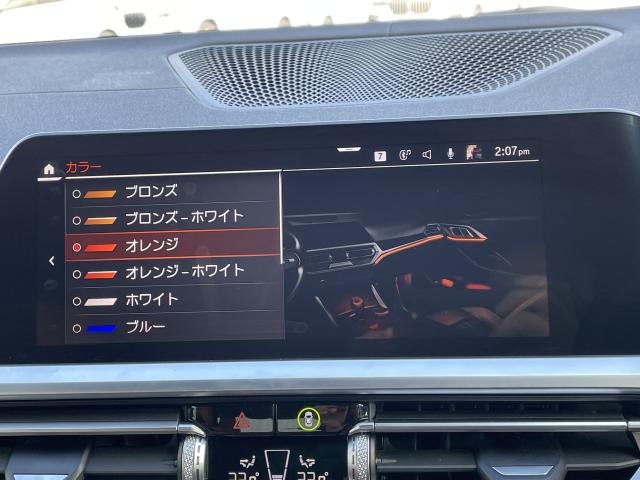 カラー
7
2:07pm
ブロンズ
ブロンズ-ホワイト
オレンジ
オレンジ-ホワイト
ホワイト
ブルー